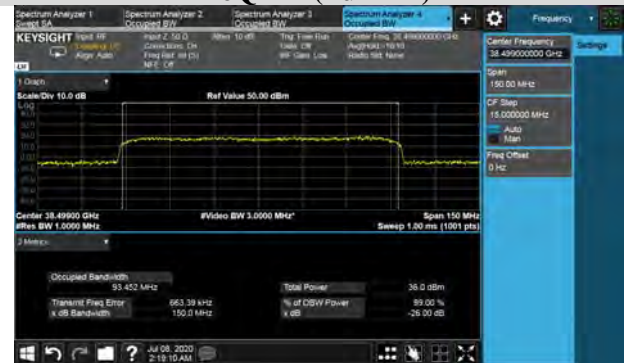 Spectrum Analyzer 1
Swept SA
Spectrum Analyzer 2
Occupied BW
Spectrum Analyzer 3
Occupied BW
Spectrum Analyzer 4
Occupied BW
+
Frequency
KEYSIGHT Input: RF
Align: Auto
Input Z: 50 Ω
Corrections: On
Freq Ref: Int (S)
NFE: Off
Atten: 10 dB
Trig: Free Run
Gate: Off
#IF Gain: Low
Center Freq: 38.499000000 GHz
Avg|Hold: >10/10
Radio Std: None
Center Frequency
38.499000000 GHz
Settings
Span
150.00 MHz
CF Step
15.000000 MHz
Auto
Man
Freq Offset
0 Hz
1 Graph
Scale/Div 10.0 dB
Ref Value 50.00 dBm
Log
Center 38.49900 GHz
#Res BW 1.0000 MHz
#Video BW 3.0000 MHz*
Span 150 MHz
Sweep 1.00 ms (1001 pts)
2 Metrics
Occupied Bandwidth
93.452 MHz
Total Power
36.0 dBm
Transmit Freq Error
663.39 kHz
% of OBW Power
99.00 %
x dB Bandwidth
150.0 MHz
x dB
-26.00 dB
?
Jul 08, 2020
2:19:10 AM